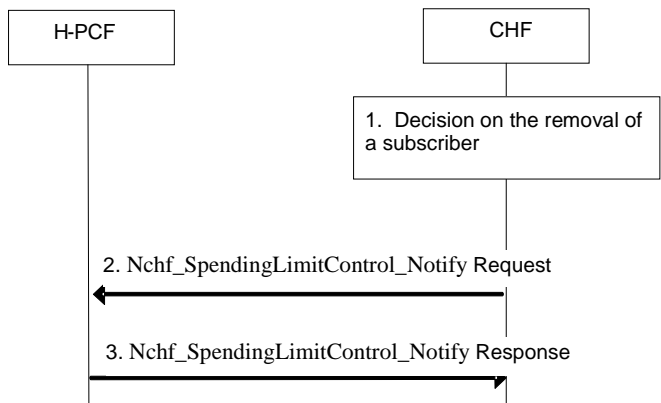 H-PCF
CHF
1. Decision on the removal of
a subscriber
2. Nchf_SpendingLimitControl_Notify Request
3. Nchf_SpendingLimitControl_Notify Response